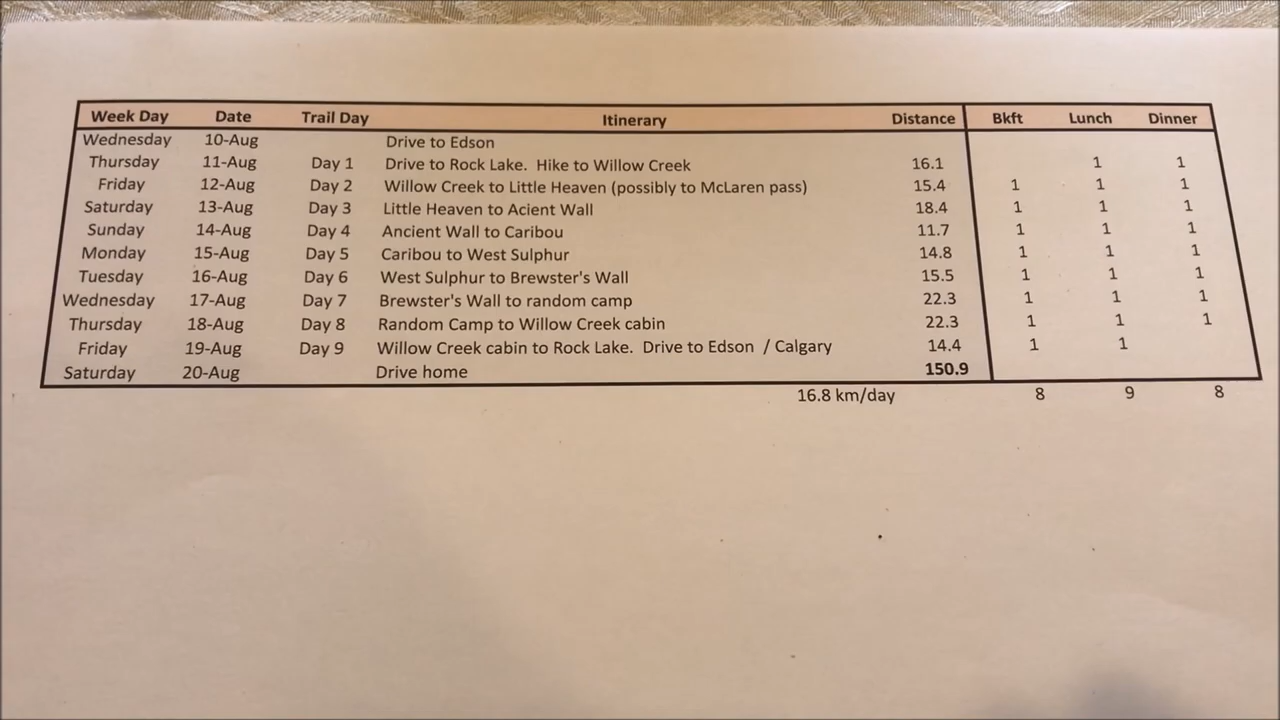 Week Day Date Trail Day Itinerary Distance Bkft Lunch Dinner
Wednesday 10-Aug Drive to Edson
Thursday 11-Aug Day 1 Drive to Rock Lake. Hike to Willow Creek 16.1 1 1
Friday 12-Aug Day 2 Willow Creek to Little Heaven (possibly to McLaren pass) 15.4 1 1 1
Saturday 13-Aug Day 3 Little Heaven to Acient Wall 18.4 1 1 1
Sunday 14-Aug Day 4 Ancient Wall to Caribou 11.7 1 1 1
Monday 15-Aug Day 5 Caribou to West Sulphur 14.8 1 1 1
Tuesday 16-Aug Day 6 West Sulphur to Brewster's Wall 15.5 1 1 1
Wednesday 17-Aug Day 7 Brewster's Wall to random camp 22.3 1 1 1
Thursday 18-Aug Day 8 Random Camp to Willow Creek cabin 22.3 1 1 1
Friday 19-Aug Day 9 Willow Creek cabin to Rock Lake. Drive to Edson / Calgary 14.4 1 1
Saturday 20-Aug Drive home 150.9
16.8 km/day 8 9 8